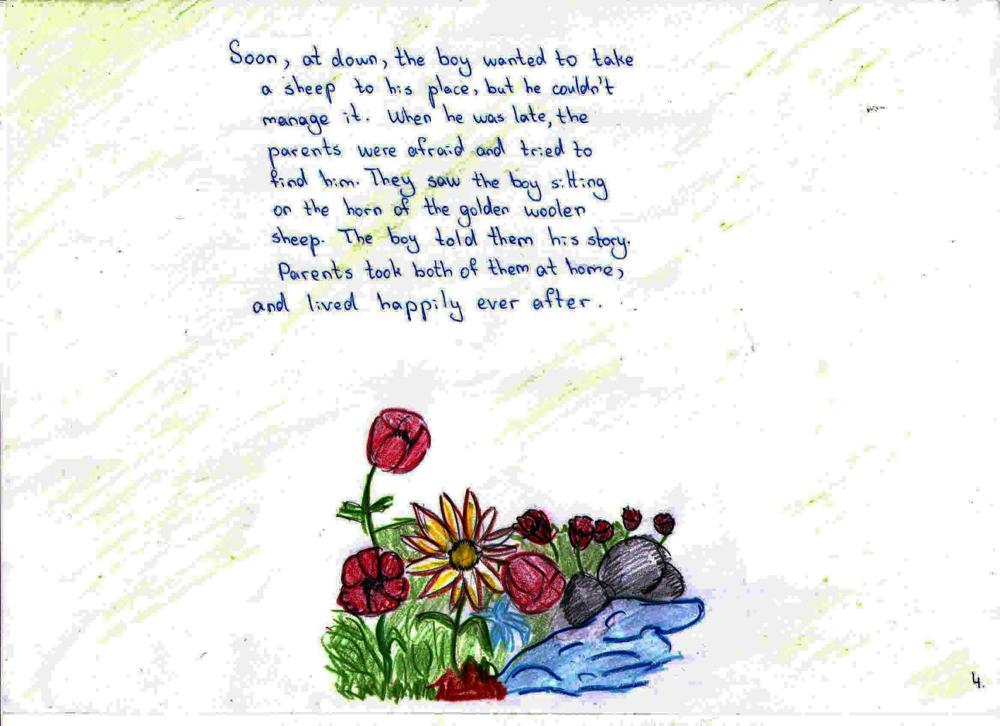 Soon, at down, the boy wanted to take
a sheep to his place, but he couldn't
manage it. When he was late, the
parents were afraid and tried to
find him. They saw the boy sitting
on the horn of the golden woolen
sheep. The boy told them his story.
Parents took both of them at home,
and lived happily ever after.
4.